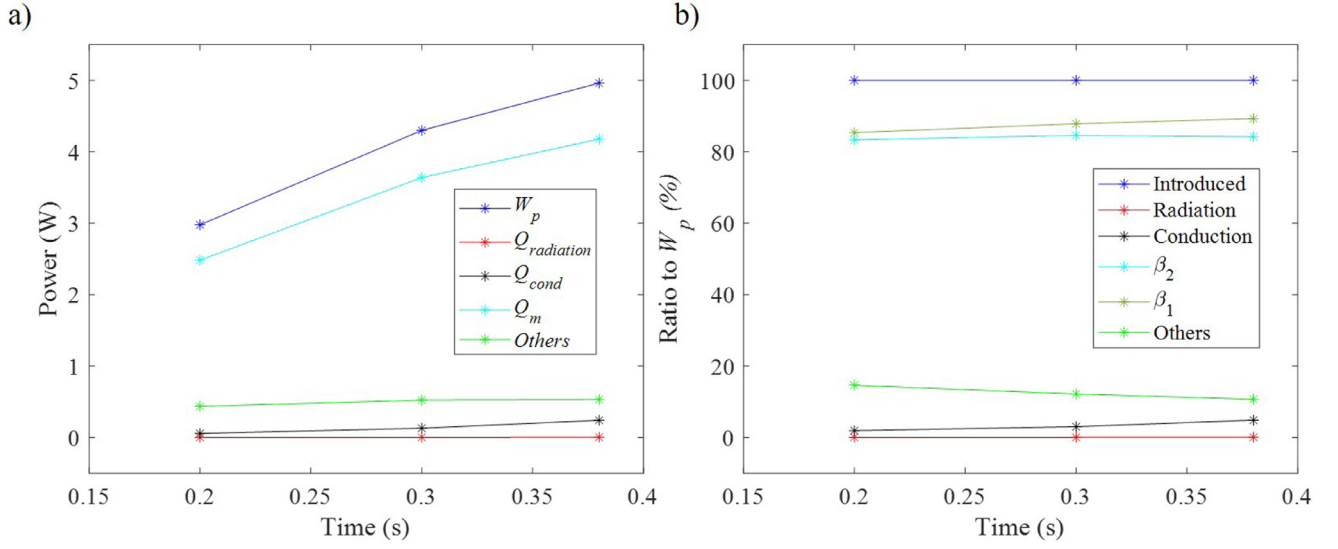 a)
5
4
3
2
1
0
Power (W)
0.15 0.2 0.25 0.3 0.35 0.4
Time (s)
W_p
Q_radiation
Q_cond
Q_m
Others
b)
100
80
60
40
20
0
Ratio to W_p (%)
0.15 0.2 0.25 0.3 0.35 0.4
Time (s)
Introduced
Radiation
Conduction
β_2
β_1
Others